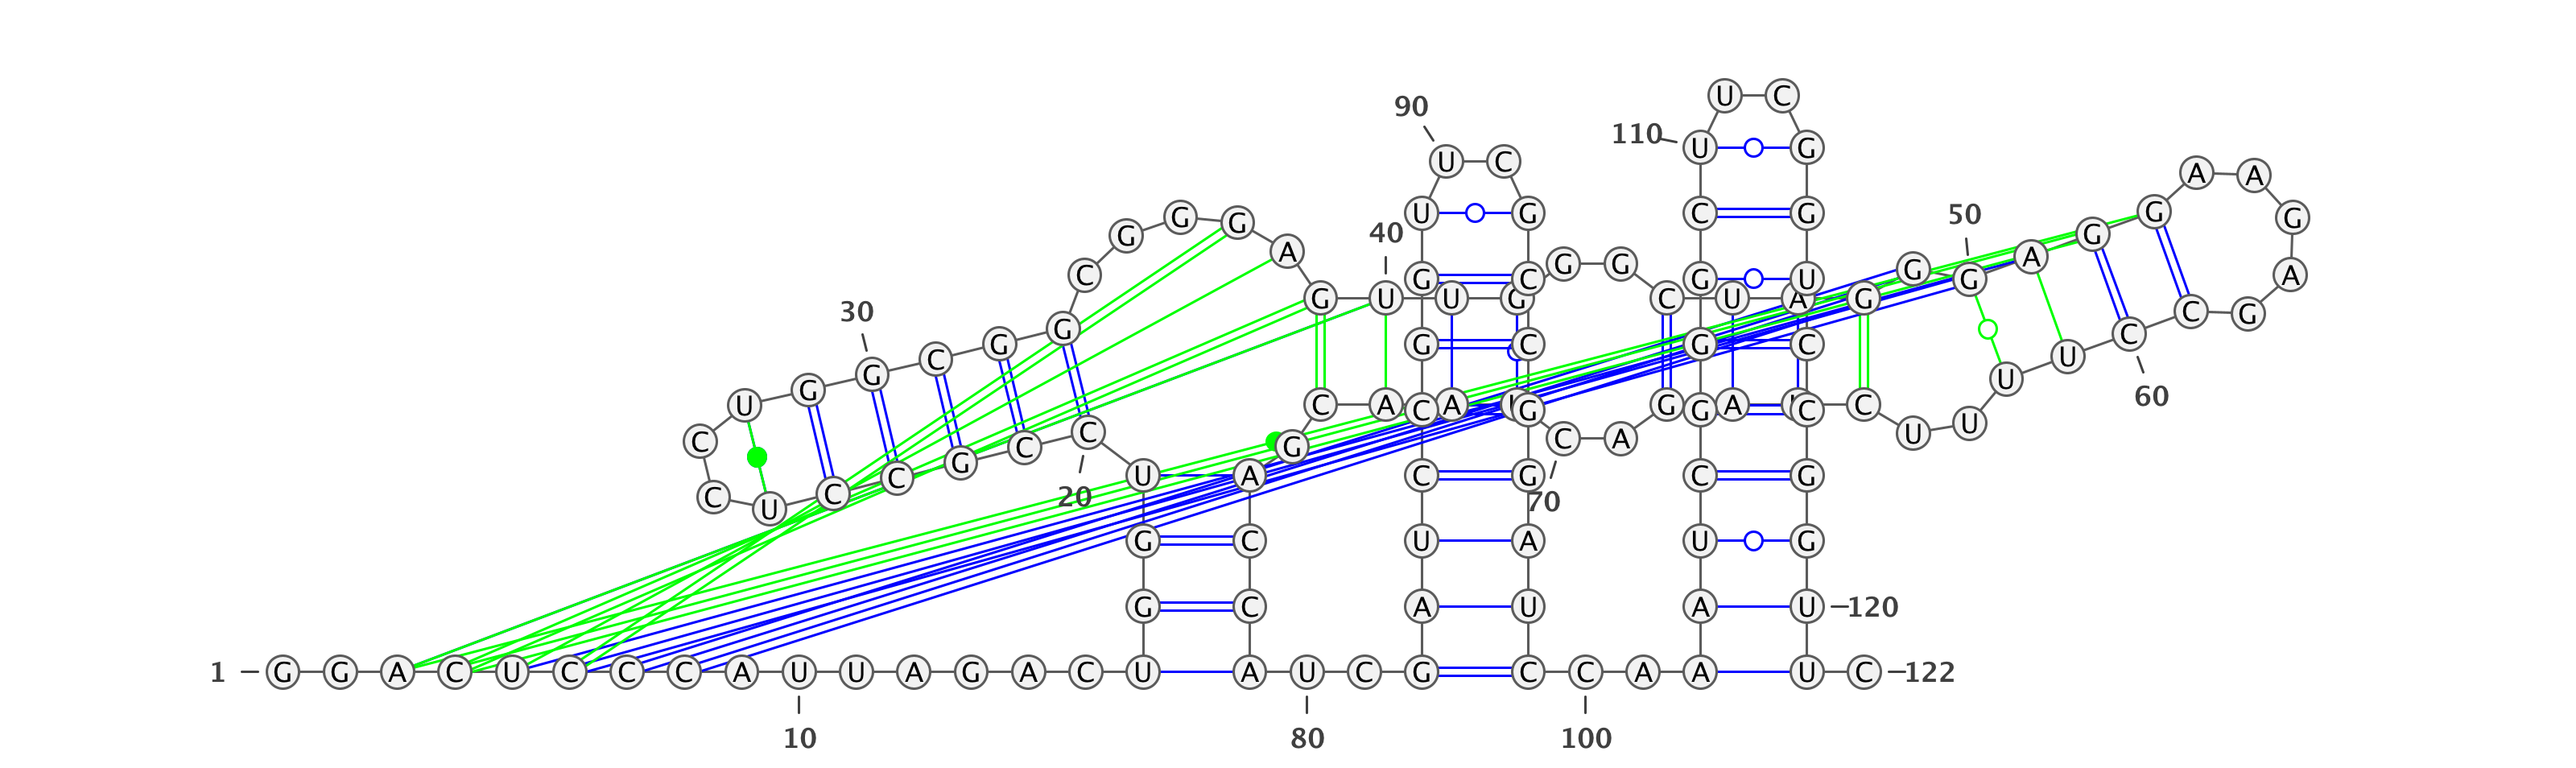 U C
90
110 U G
U C
A A
U G C G G G G
G G G A G
40 50
G A G
G G G C U A
C G U G U G U A G G
30
G G C G C U U
C G G U C
G
U G U
60
C A C A G G A C C
C G C A U U
C C G
C U A C G C G
C U
20
70
G C U A U G
G C A U A U 120
1 G G A C U C C C A U U A G A C U A U C G C C A A U C 122
10 80 100